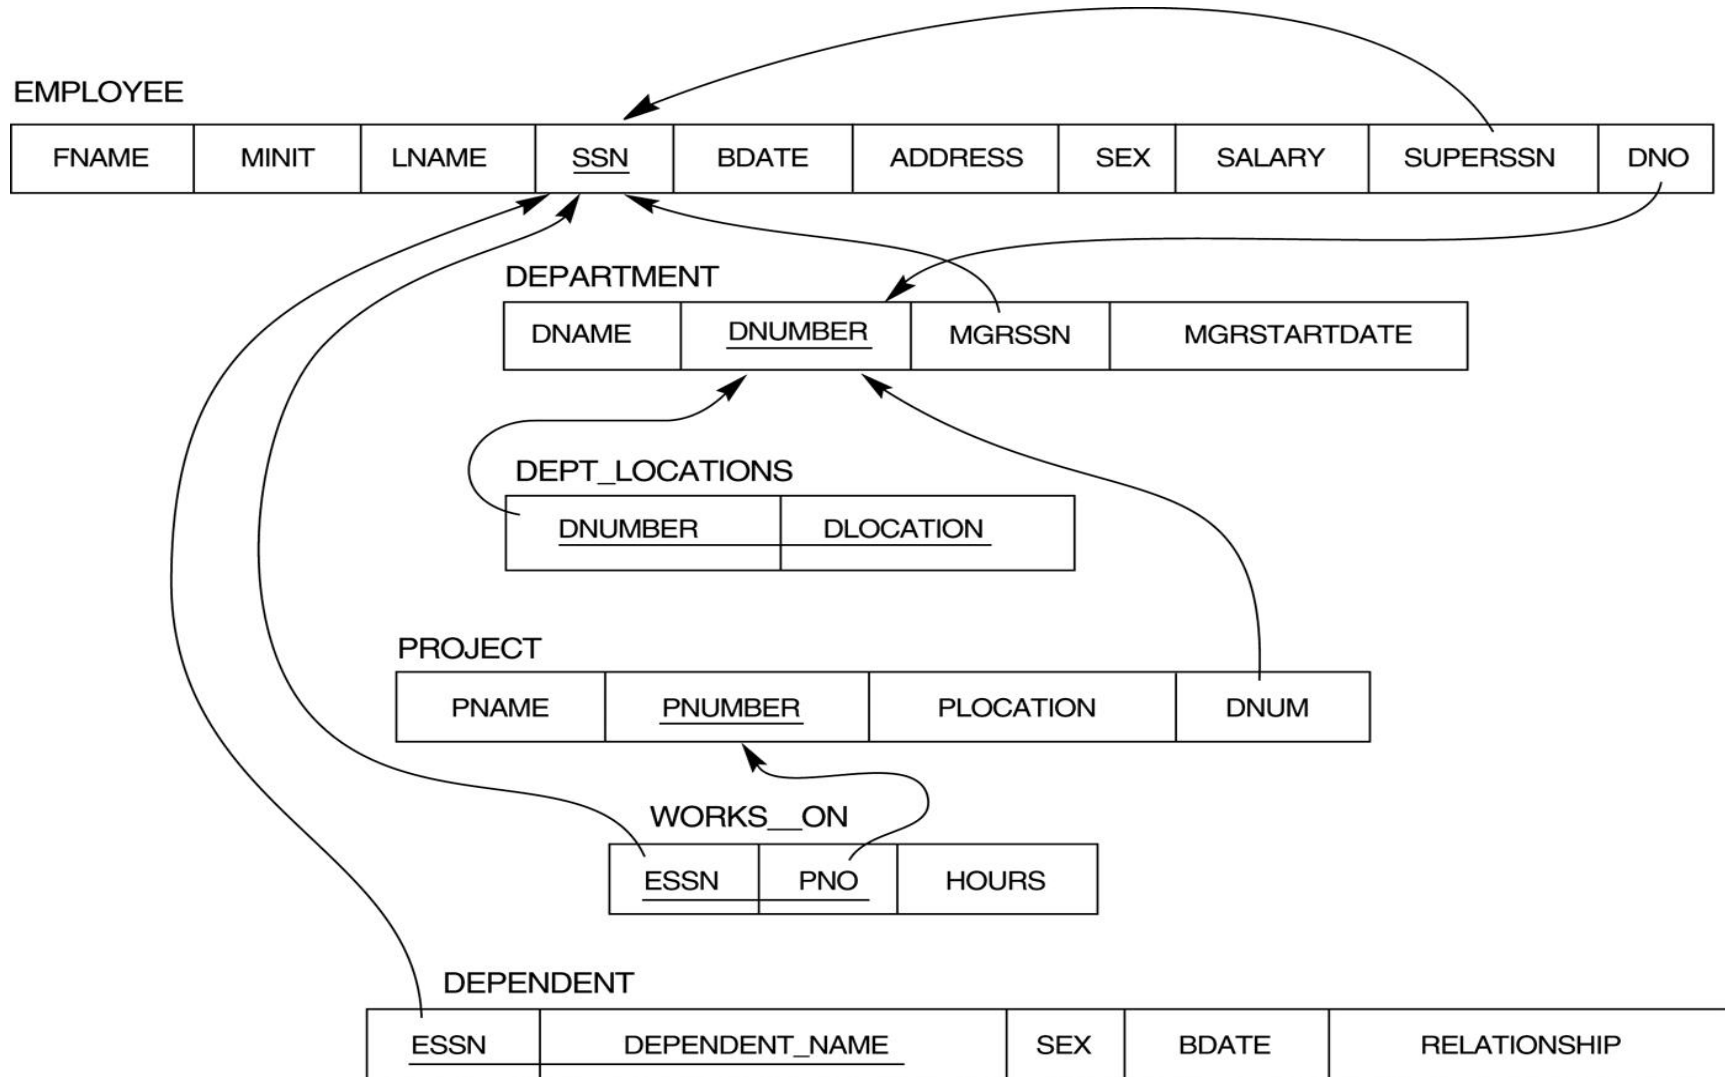 EMPLOYEE
FNAME MINIT LNAME SSN BDATE ADDRESS SEX SALARY SUPERSSN DNO
DEPARTMENT
DNAME DNUMBER MGRSSN MGRSTARTDATE
DEPT_LOCATIONS
DNUMBER DLOCATION
PROJECT
PNAME PNUMBER PLOCATION DNUM
WORKS__ON
ESSN PNO HOURS
DEPENDENT
ESSN DEPENDENT_NAME SEX BDATE RELATIONSHIP